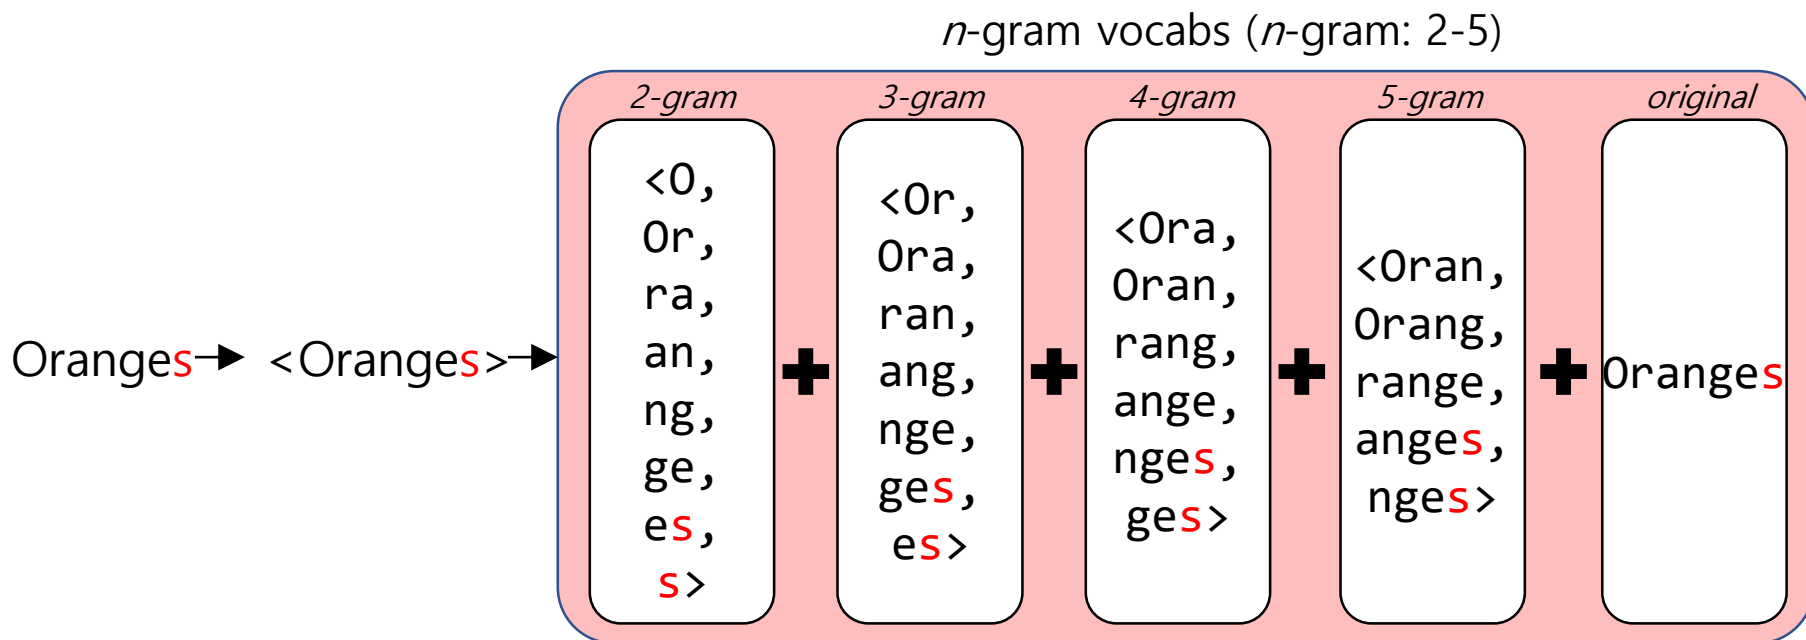 n-gram vocabs (n-gram: 2-5)
Oranges
<Oranges>
2-gram
<O,
Or,
ra,
an,
ng,
ge,
es,
s>
3-gram
<Or,
Ora,
ran,
ang,
nge,
ges,
es>
4-gram
<Ora,
Oran,
rang,
ange,
nges,
ges>
5-gram
<Oran,
Orang,
range,
anges,
nges>
original
Oranges